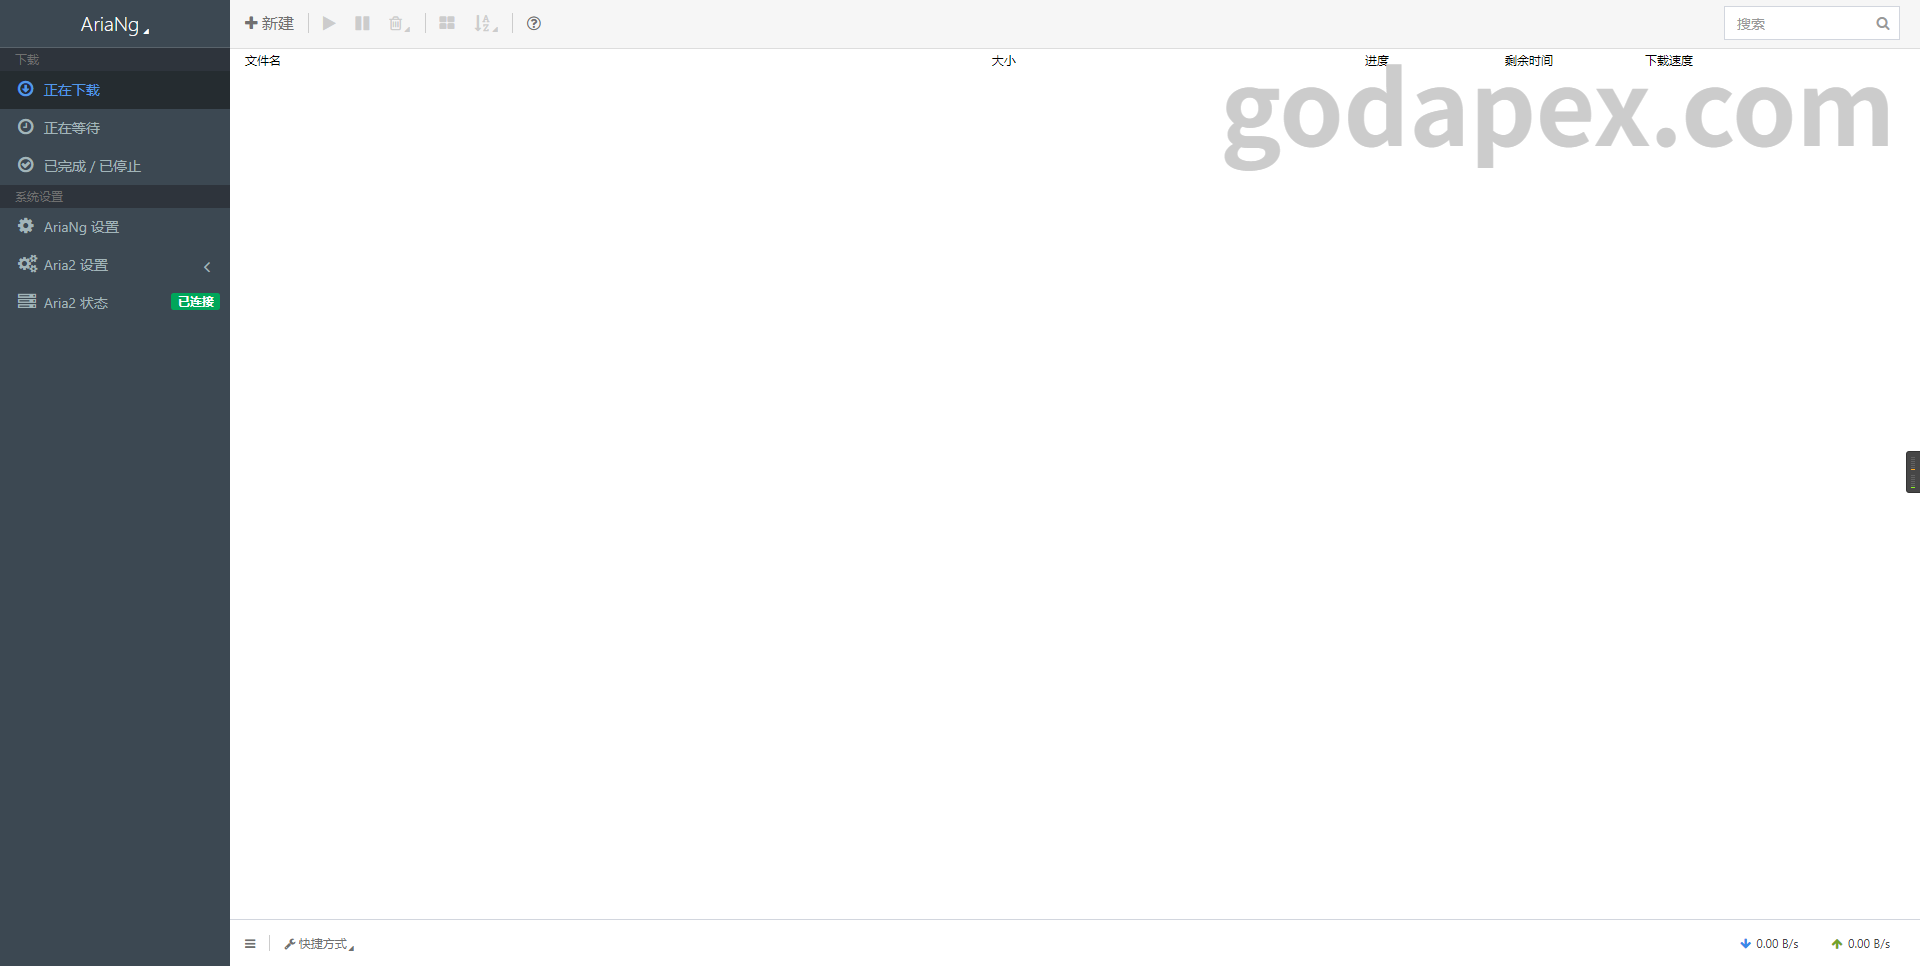 AriaNg
新建
搜索
下载
正在下载
正在等待
已完成 / 已停止
系统设置
AriaNg 设置
Aria2 设置
Aria2 状态 已连接
文件名 大小 进度 剩余时间 下载速度
godapex.com
快捷方式
0.00 B/s 0.00 B/s